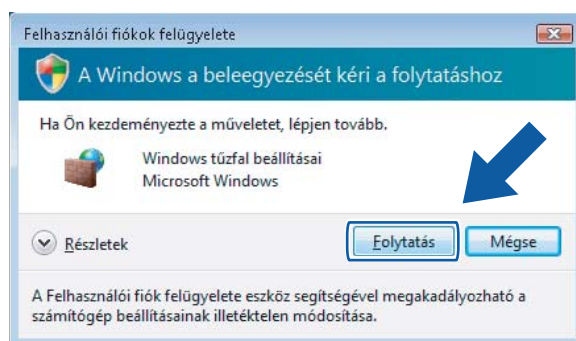 Felhasználói fiókok felügyelete
A Windows a beleegyezését kéri a folytatáshoz
Ha Ön kezdeményezte a műveletet, lépjen tovább.
Windows tűzfal beállításai
Microsoft Windows
Részletek
Folytatás
Mégse
A Felhasználói fiók felügyelete eszköz segítségével megakadályozható a
számítógép beállításainak illetéktelen módosítása.